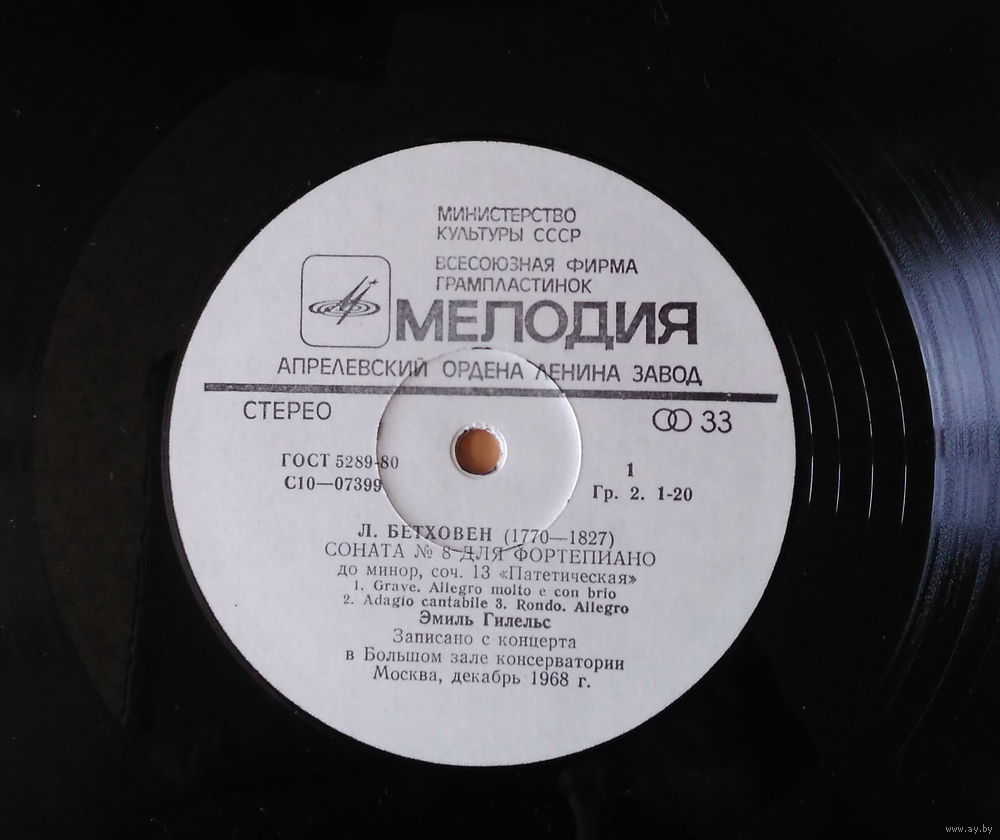 МИНИСТЕРСТВО
КУЛЬТУРЫ СССР
ВСЕСОЮЗНАЯ ФИРМА
ГРАМПЛАСТИНОК
МЕЛОДИЯ
АПРЕЛЕВСКИЙ ОРДЕНА ЛЕНИНА ЗАВОД
СТЕРЕО
33
ГОСТ 5289-80
С10—07399
1
Гр. 2. 1-20
Л. БЕТХОВЕН (1770—1827)
СОНАТА № 8 ДЛЯ ФОРТЕПИАНО
до минор, соч. 13 «Патетическая»
1. Grave. Allegro molto e con brio
2. Adagio cantabile 3. Rondo. Allegro
Эмиль Гилельс
Записано с концерта
в Большом зале консерватории
Москва, декабрь 1968 г.
www.ay.by